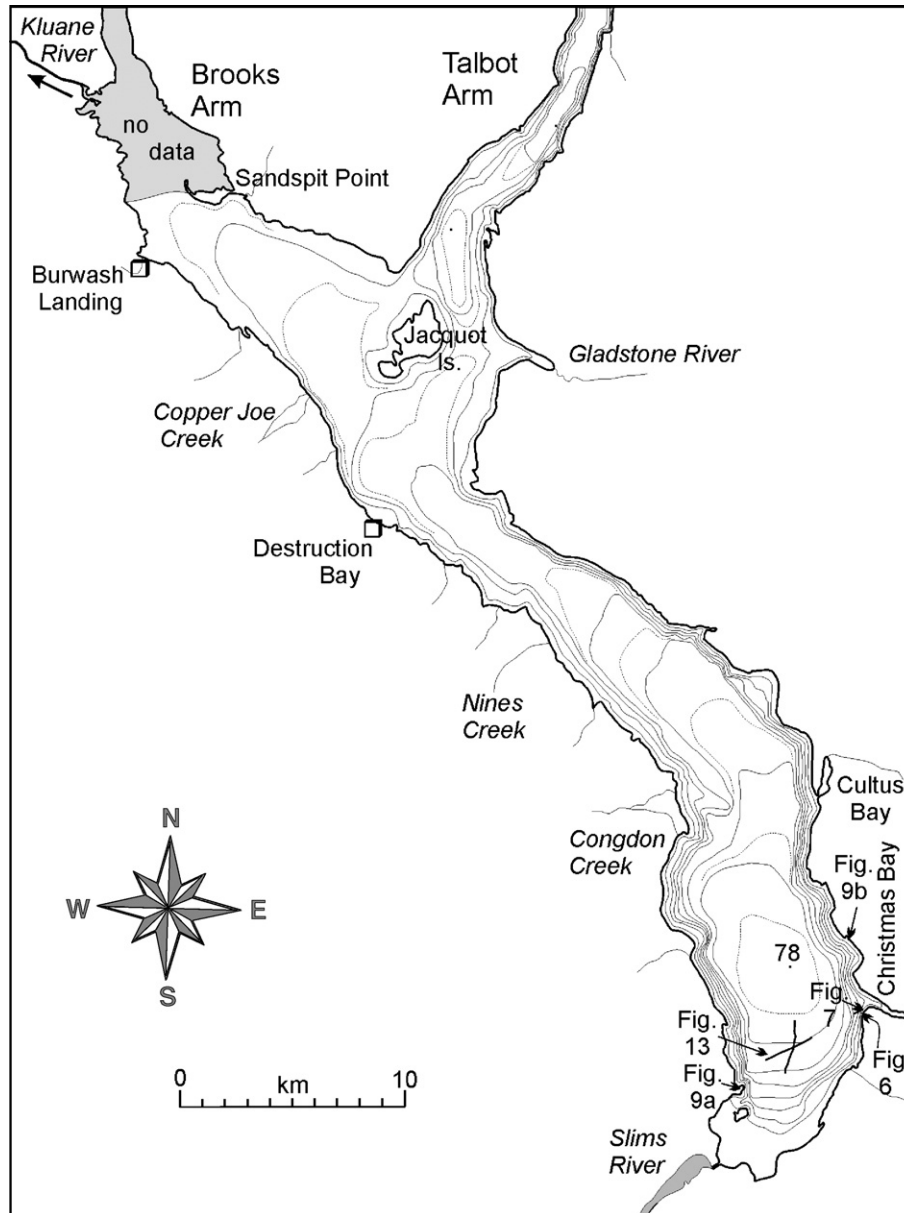 Kluane
River
Brooks
Arm
Talbot
Arm
no
data
Sandspit Point
Burwash
Landing
Jacquot
Is.
Gladstone River
Copper Joe
Creek
Destruction
Bay
Nines
Creek
Cultus
Bay
Congdon
Creek
Fig.
9b
Christmas Bay
N
W
E
S
78
Fig.
7
Fig.
13
Fig.
6
Fig.
9a
0
10
km
Slims
River